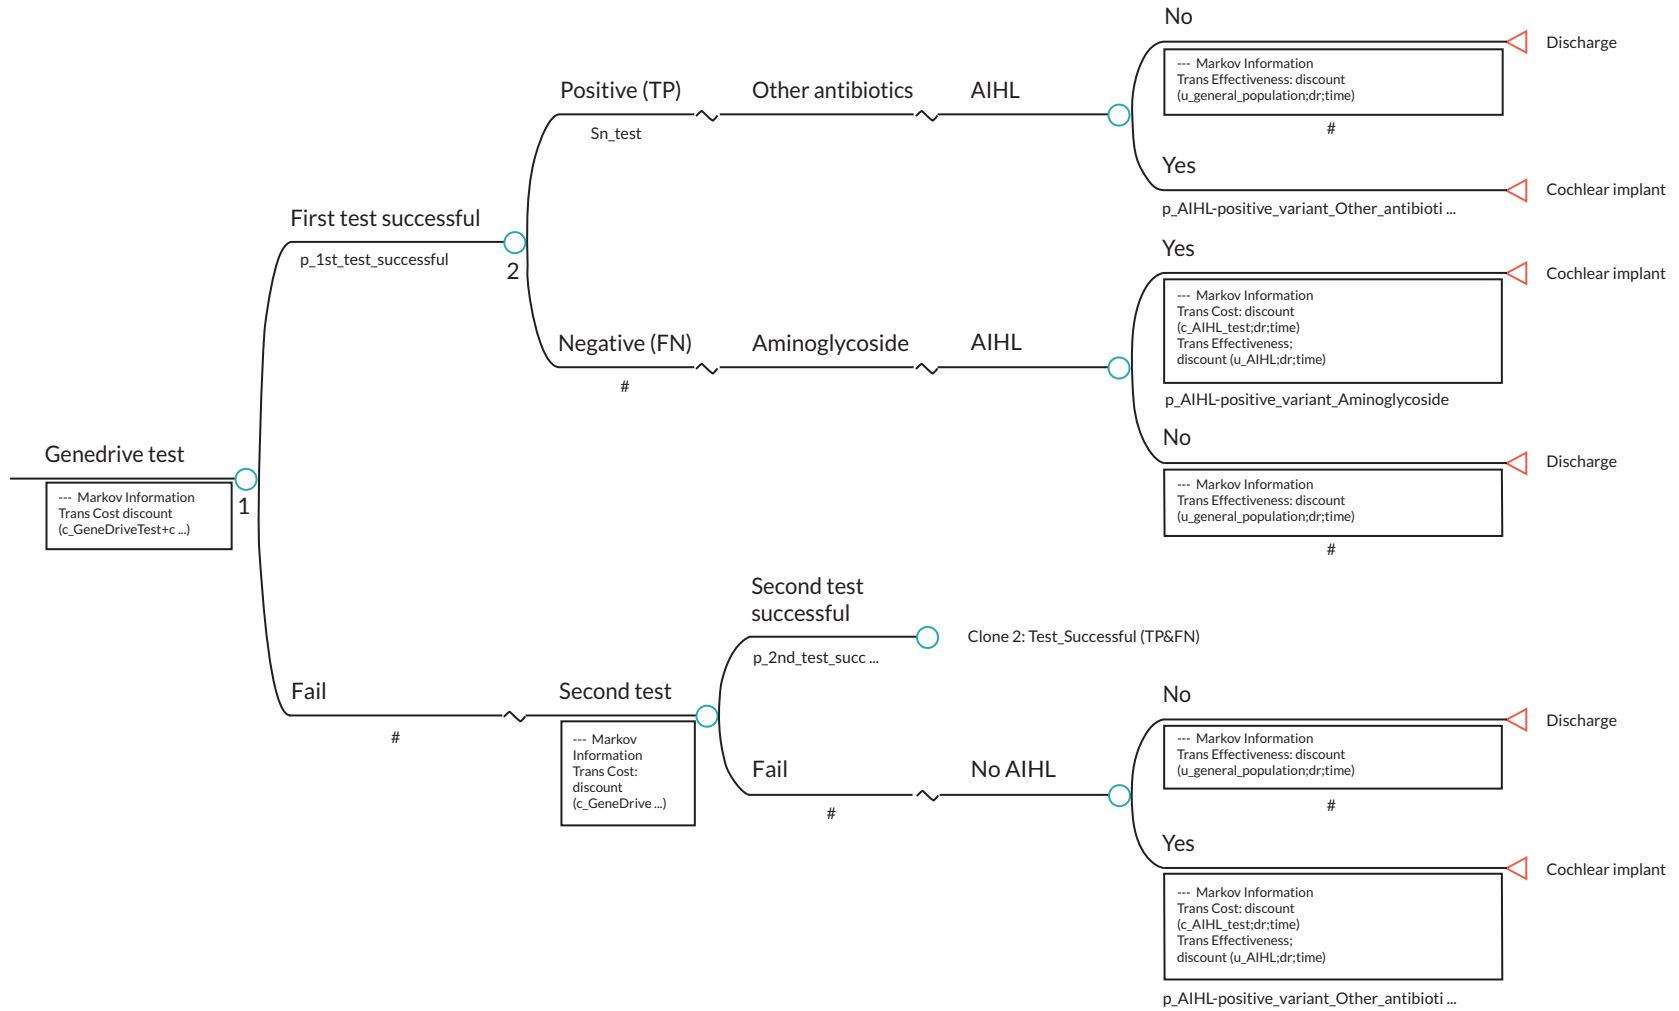 No
Discharge
--- Markov Information
Trans Effectiveness: discount
(u_general_population;dr;time)
#
Positive (TP)
Other antibiotics
AIHL
Sn_test
Yes
Cochlear implant
p_AIHL-positive_variant_Other_antibioti ...
First test successful
p_1st_test_successful
2
Yes
Cochlear implant
--- Markov Information
Trans Cost: discount
(c_AIHL_test;dr;time)
Trans Effectiveness;
discount (u_AIHL;dr;time)
p_AIHL-positive_variant_Aminoglycoside
Negative (FN)
Aminoglycoside
AIHL
#
No
Discharge
--- Markov Information
Trans Effectiveness: discount
(u_general_population;dr;time)
#
Genedrive test
--- Markov Information
Trans Cost discount
(c_GeneDriveTest+c ...)
1
Second test
successful
p_2nd_test_succ ...
Clone 2: Test_Successful (TP&FN)
Fail
#
Second test
--- Markov
Information
Trans Cost:
discount
(c_GeneDrive ...)
Fail
#
No AIHL
No
Discharge
--- Markov Information
Trans Effectiveness: discount
(u_general_population;dr;time)
#
Yes
Cochlear implant
--- Markov Information
Trans Cost: discount
(c_AIHL_test;dr;time)
Trans Effectiveness;
discount (u_AIHL;dr;time)
p_AIHL-positive_variant_Other_antibioti ...